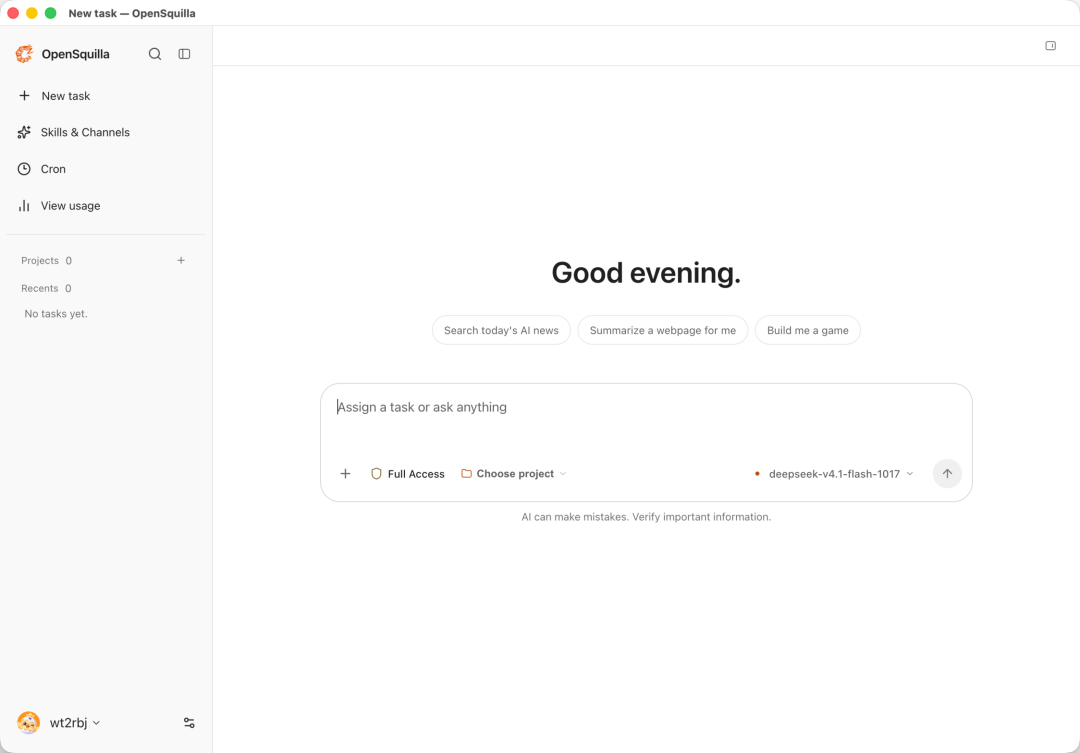 New task — OpenSquilla
OpenSquilla
New task
Skills & Channels
Cron
View usage
Projects 0
Recents 0
No tasks yet.
Good evening.
Search today's AI news
Summarize a webpage for me
Build me a game
Assign a task or ask anything
Full Access
Choose project
deepseek-v4.1-flash-1017
AI can make mistakes. Verify important information.
wt2rbj